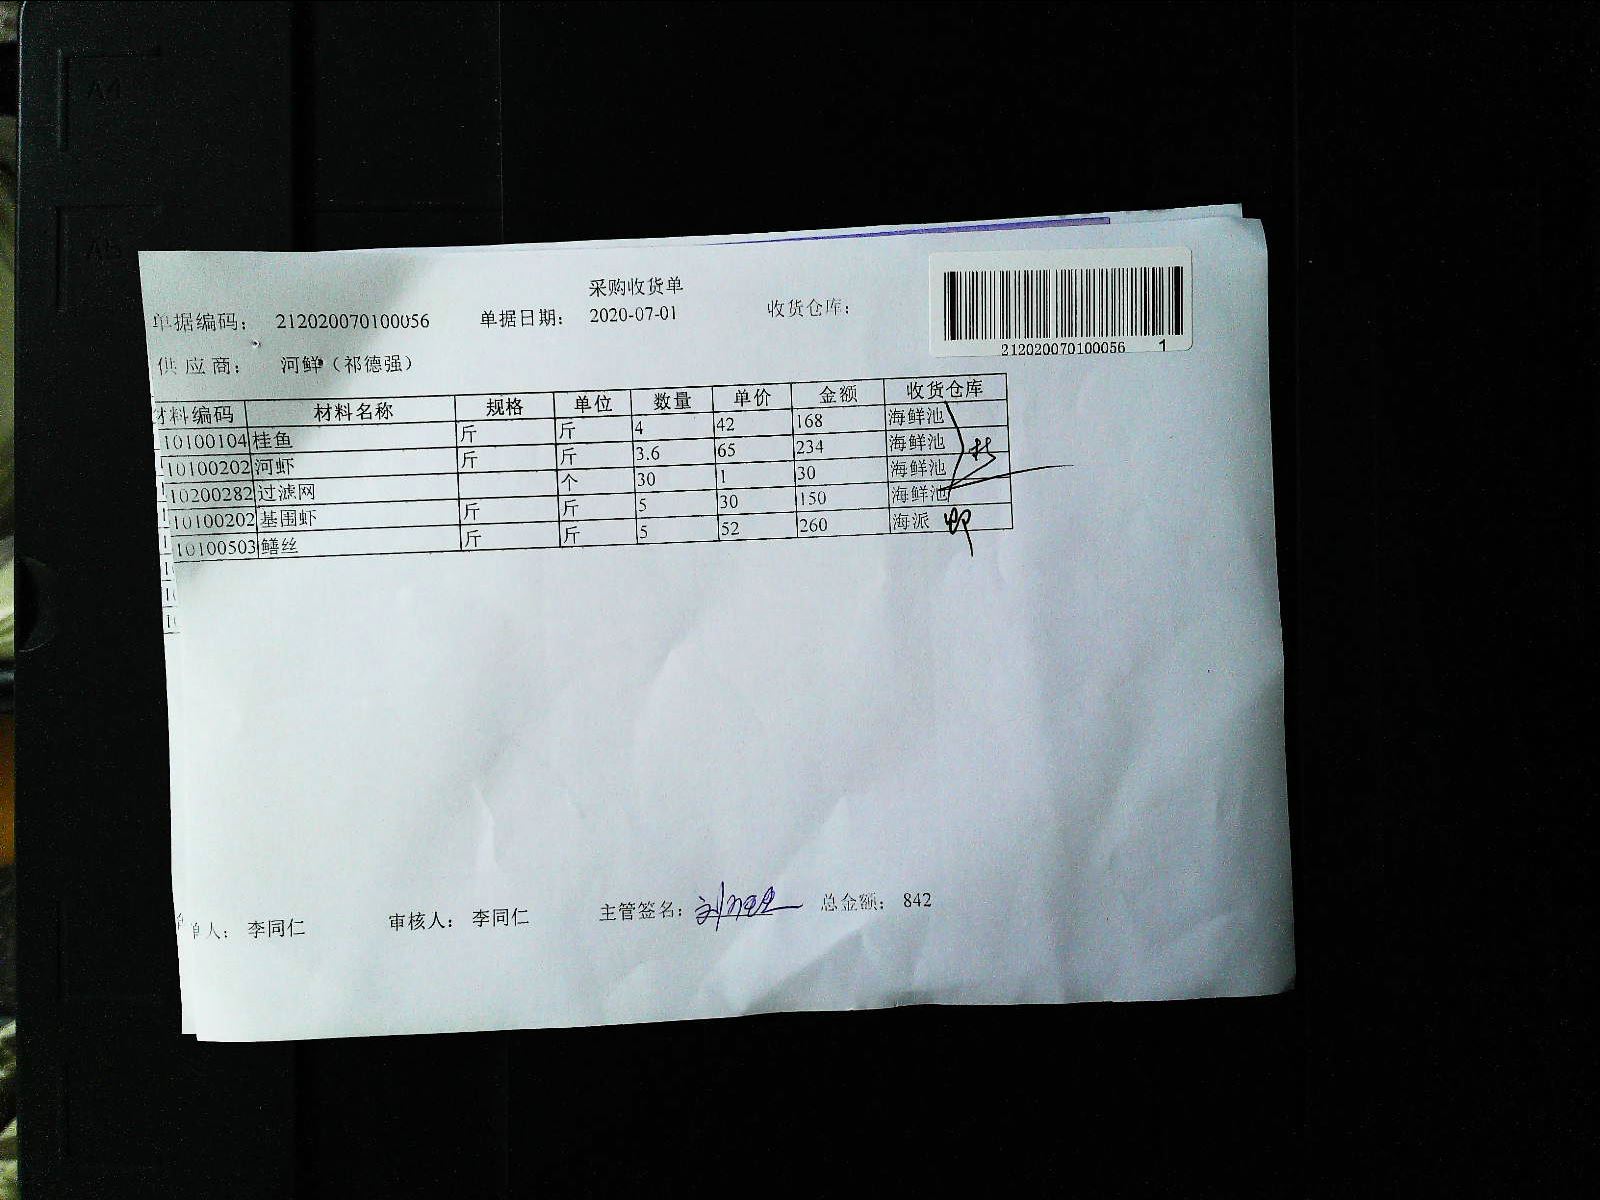 采购收货单
单据编码： 212020070100056 单据日期： 2020-07-01 收货仓库：
212020070100056 1
供应商： 河鲜（祁德强）
材料编码 材料名称 规格 单位 数量 单价 金额 收货仓库
10100104 桂鱼 斤 斤 4 42 168 海鲜池
10100202 河虾 斤 斤 3.6 65 234 海鲜池
10200282 过滤网 个 30 1 30 海鲜池
10100202 基围虾 斤 斤 5 30 150 海鲜池
10100503 鳝丝 斤 斤 5 52 260 海派
单人： 李同仁 审核人： 李同仁 主管签名： 总金额： 842
A4
A5